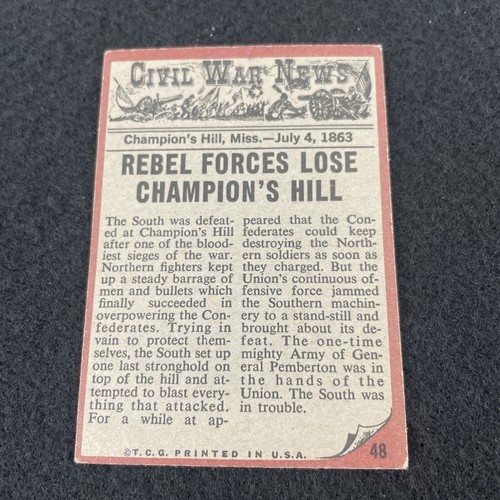 CIVIL WAR NEWS
Champion's Hill, Miss.—July 4, 1863
REBEL FORCES LOSE
CHAMPION'S HILL
The South was defeat-
ed at Champion's Hill
after one of the blood-
iest sieges of the war.
Northern fighters kept
up a steady barrage of
men and bullets which
finally succeeded in
overpowering the Con-
federates. Trying in
vain to protect them-
selves, the South set up
one last stronghold on
top of the hill and at-
tempted to blast every-
thing that attacked.
For a while at ap-
peared that the Con-
federates could keep
destroying the North-
ern soldiers as soon as
they charged. But the
Union's continuous of-
fensive force jammed
the Southern machin-
ery to a stand-still and
brought about its de-
feat. The one-time
mighty Army of Gen-
eral Pemberton was in
the hands of the
Union. The South was
in trouble.
©T.C.G. PRINTED IN U.S.A.
48